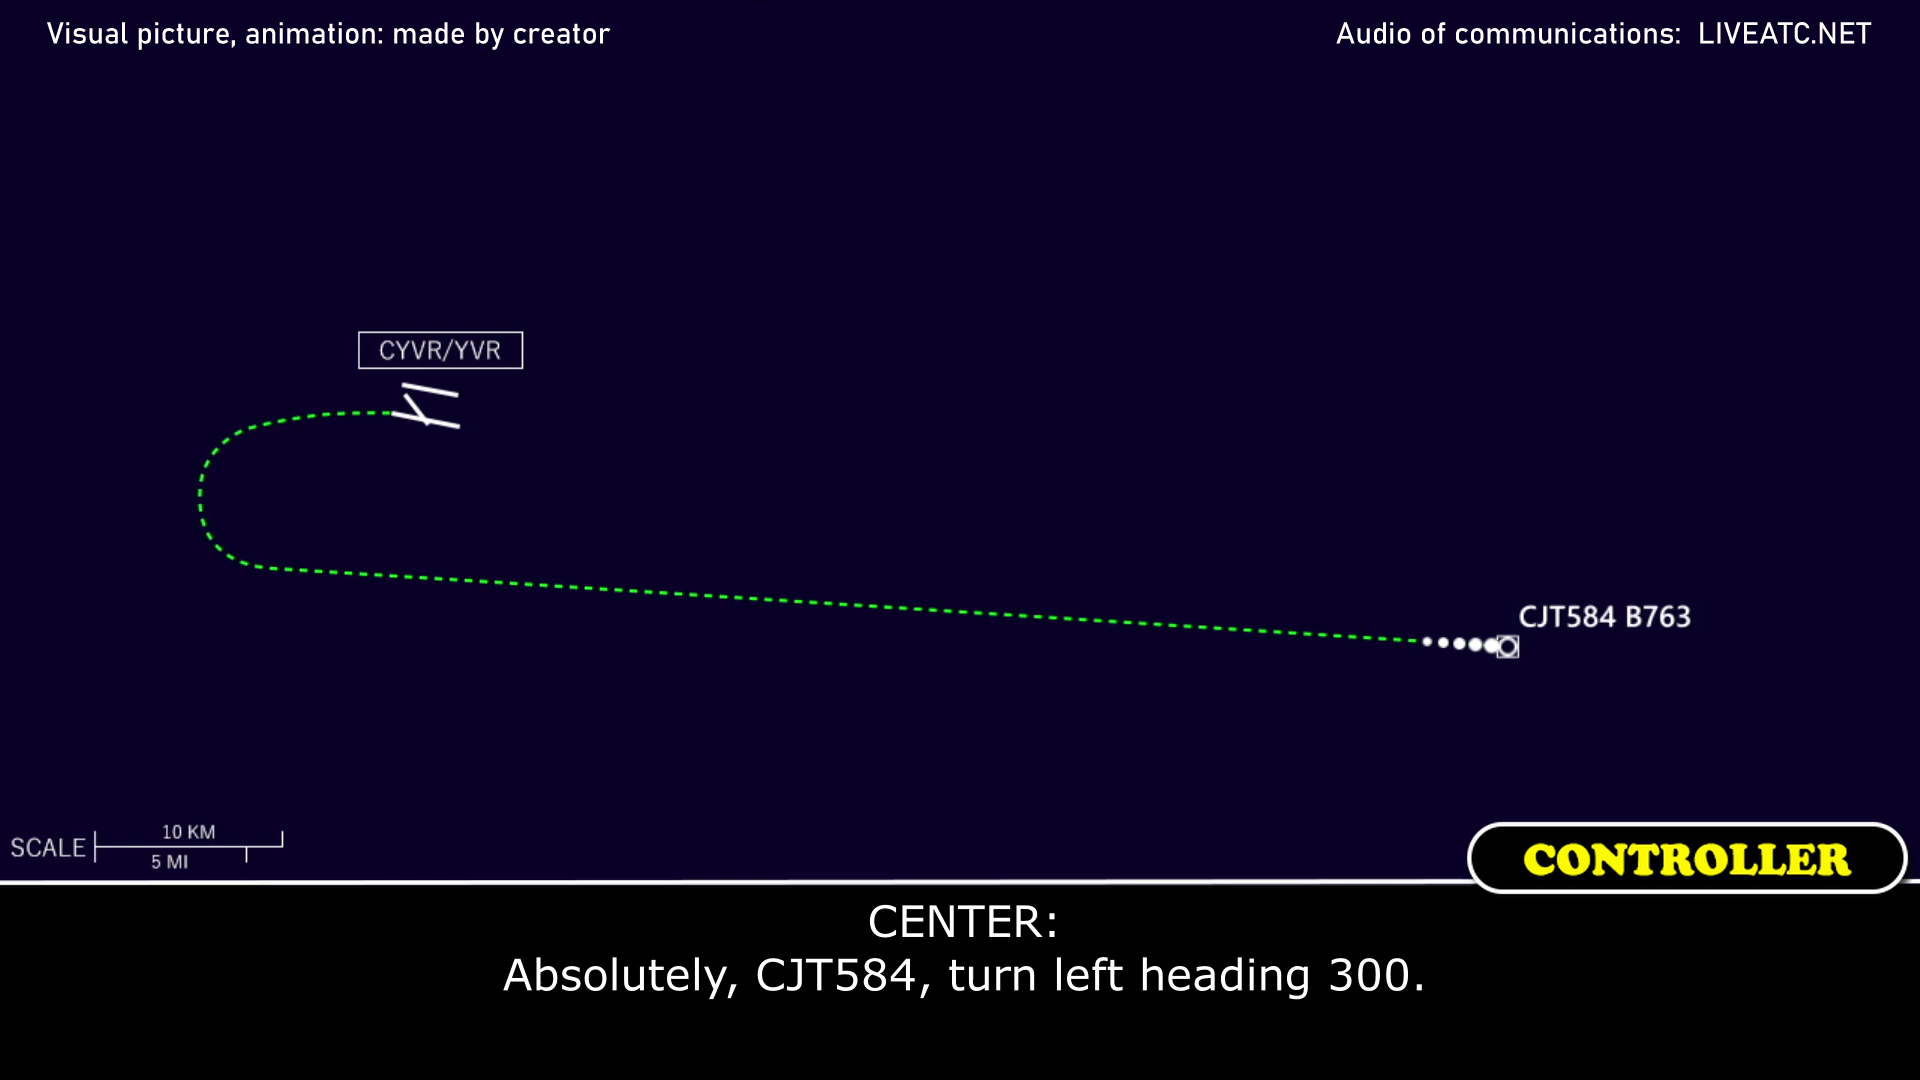 Visual picture, animation: made by creator
Audio of communications: LIVEATC.NET
CYVR/YVR
CJT584 B763
SCALE
10 KM
5 MI
CONTROLLER
CENTER:
Absolutely, CJT584, turn left heading 300.